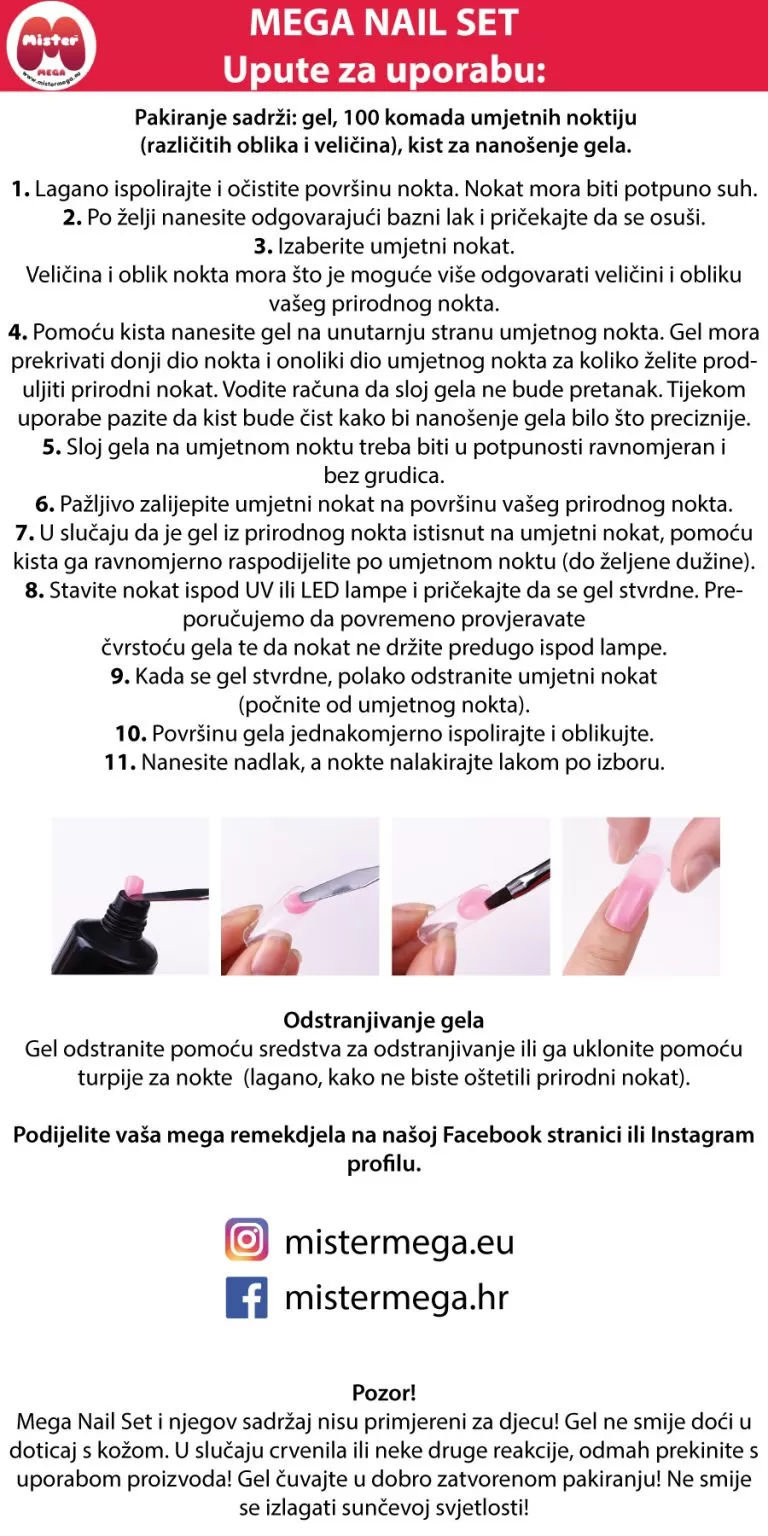 Mister
MEGA
www.mistermega.eu
MEGA NAIL SET
Upute za uporabu:
Pakiranje sadrži: gel, 100 komada umjetnih noktiju
(različitih oblika i veličina), kist za nanošenje gela.
1. Lagano ispolirajte i očistite površinu nokta. Nokat mora biti potpuno suh.
2. Po želji nanesite odgovarajući bazni lak i pričekajte da se osuši.
3. Izaberite umjetni nokat.
Veličina i oblik nokta mora što je moguće više odgovarati veličini i obliku
vašeg prirodnog nokta.
4. Pomoću kista nanesite gel na unutarnju stranu umjetnog nokta. Gel mora
prekrivati donji dio nokta i onoliki dio umjetnog nokta za koliko želite prod-
uljiti prirodni nokat. Vodite računa da sloj gela ne bude pretanak. Tijekom
uporabe pazite da kist bude čist kako bi nanošenje gela bilo što preciznije.
5. Sloj gela na umjetnom noktu treba biti u potpunosti ravnomjeran i
bez grudica.
6. Pažljivo zalijepite umjetni nokat na površinu vašeg prirodnog nokta.
7. U slučaju da je gel iz prirodnog nokta istisnut na umjetni nokat, pomoću
kista ga ravnomjerno raspodijelite po umjetnom noktu (do željene dužine).
8. Stavite nokat ispod UV ili LED lampe i pričekajte da se gel stvrdne. Pre-
poručujemo da povremeno provjeravate
čvrstoću gela te da nokat ne držite predugo ispod lampe.
9. Kada se gel stvrdne, polako odstranite umjetni nokat
(počnite od umjetnog nokta).
10. Površinu gela jednakomjerno ispolirajte i oblikujte.
11. Nanesite nadlak, a nokte nalakirajte lakom po izboru.
Odstranjivanje gela
Gel odstranite pomoću sredstva za odstranjivanje ili ga uklonite pomoću
turpije za nokte (lagano, kako ne biste oštetili prirodni nokat).
Podijelite vaša mega remekdjela na našoj Facebook stranici ili Instagram
profilu.
mistermega.eu
mistermega.hr
Pozor!
Mega Nail Set i njegov sadržaj nisu primjereni za djecu! Gel ne smije doći u
doticaj s kožom. U slučaju crvenila ili neke druge reakcije, odmah prekinite s
uporabom proizvoda! Gel čuvajte u dobro zatvorenom pakiranju! Ne smije
se izlagati sunčevoj svjetlosti!